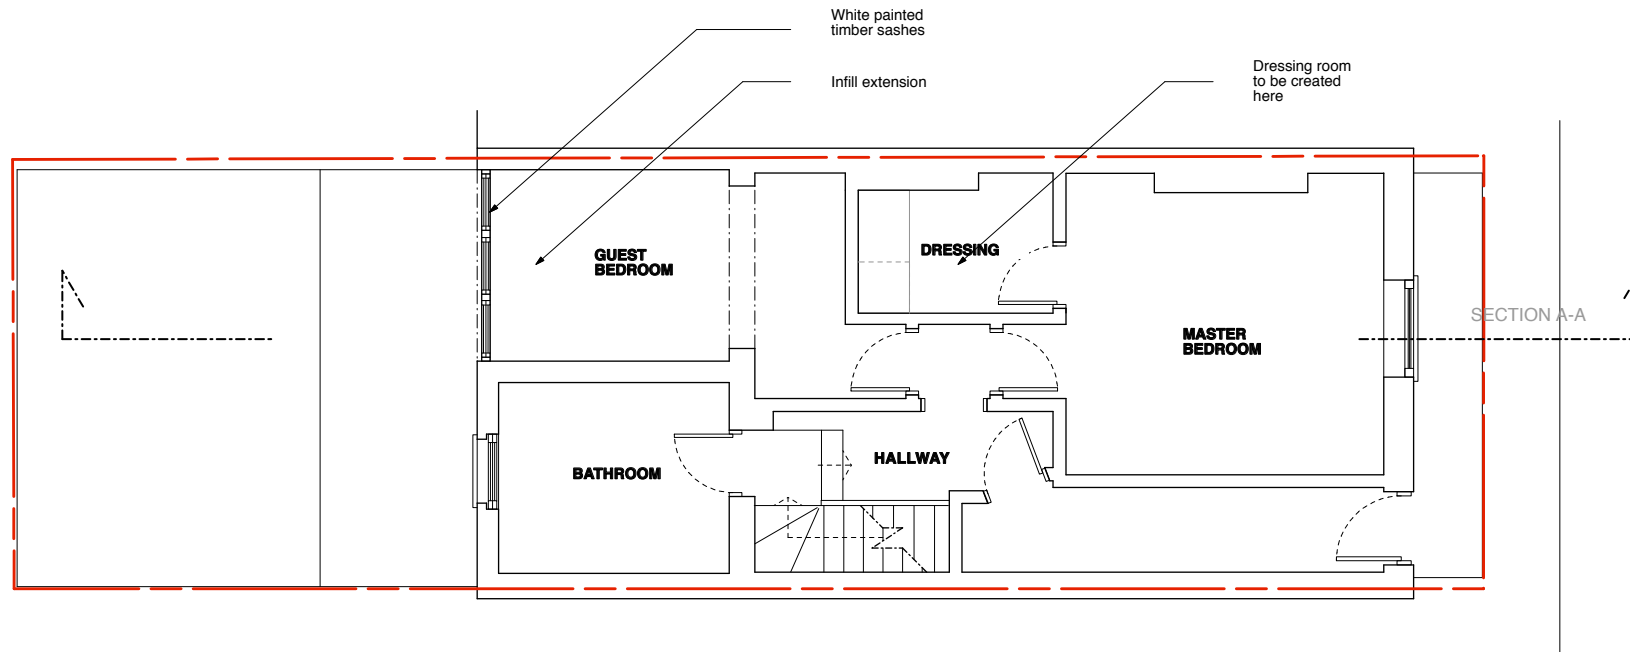 White painted
timber sashes
Infill extension
Dressing room
to be created
here
GUEST
BEDROOM
DRESSING
SECTION A-A
MASTER
BEDROOM
HALLWAY
BATHROOM